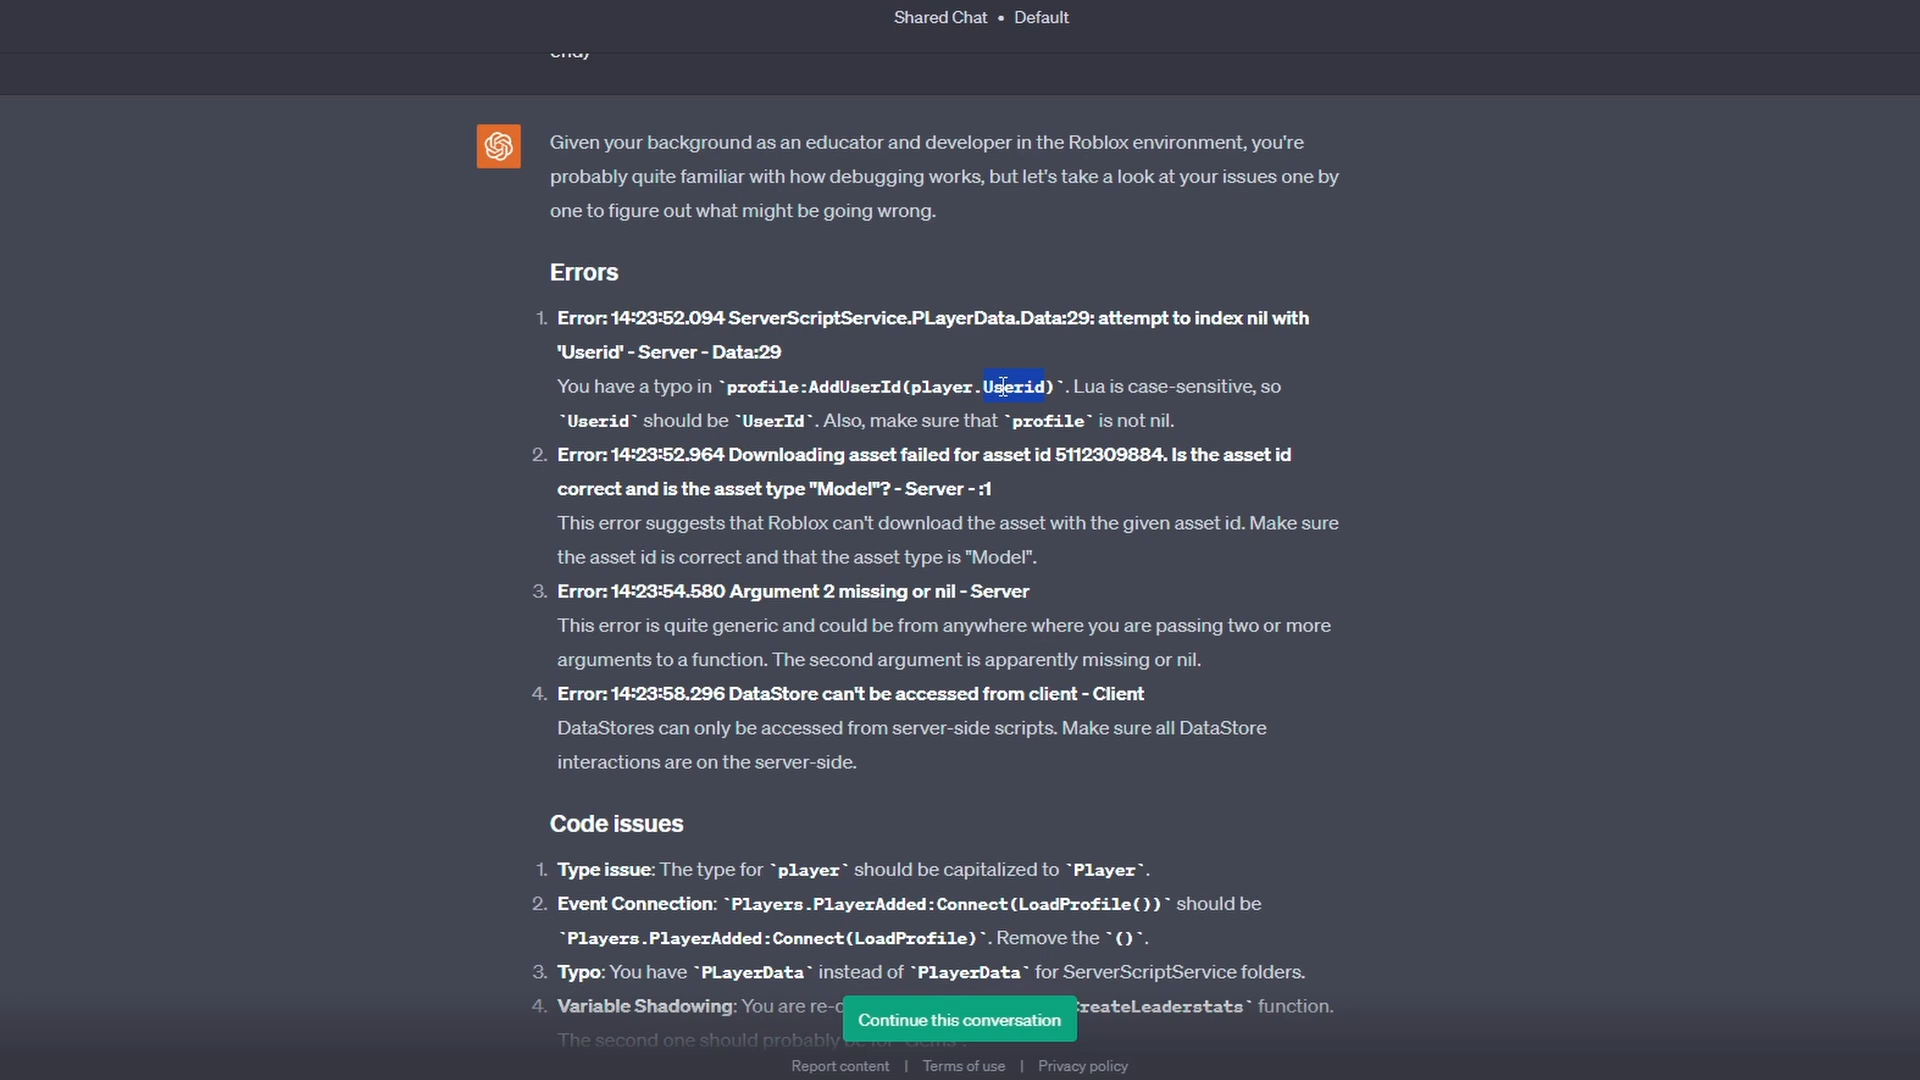 Shared Chat • Default
Given your background as an educator and developer in the Roblox environment, you're
probably quite familiar with how debugging works, but let's take a look at your issues one by
one to figure out what might be going wrong.
Errors
1. Error: 14:23:52.094 ServerScriptService.PLayerData.Data:29: attempt to index nil with
'Userid' - Server - Data:29
You have a typo in `profile:AddUserId(player.Userid)`. Lua is case-sensitive, so
`Userid` should be `UserId`. Also, make sure that `profile` is not nil.
2. Error: 14:23:52.964 Downloading asset failed for asset id 5112309884. Is the asset id
correct and is the asset type "Model"? - Server - :1
This error suggests that Roblox can't download the asset with the given asset id. Make sure
the asset id is correct and that the asset type is "Model".
3. Error: 14:23:54.580 Argument 2 missing or nil - Server
This error is quite generic and could be from anywhere where you are passing two or more
arguments to a function. The second argument is apparently missing or nil.
4. Error: 14:23:58.296 DataStore can't be accessed from client - Client
DataStores can only be accessed from server-side scripts. Make sure all DataStore
interactions are on the server-side.
Code issues
1. Type issue: The type for `player` should be capitalized to `Player`.
2. Event Connection: `Players.PlayerAdded:Connect(LoadProfile())` should be
`Players.PlayerAdded:Connect(LoadProfile)`. Remove the `()`.
3. Typo: You have `PLayerData` instead of `PlayerData` for ServerScriptService folders.
4. Variable Shadowing: You are function.
The second one should probably
Continue this conversation
Report content | Terms of use | Privacy policy